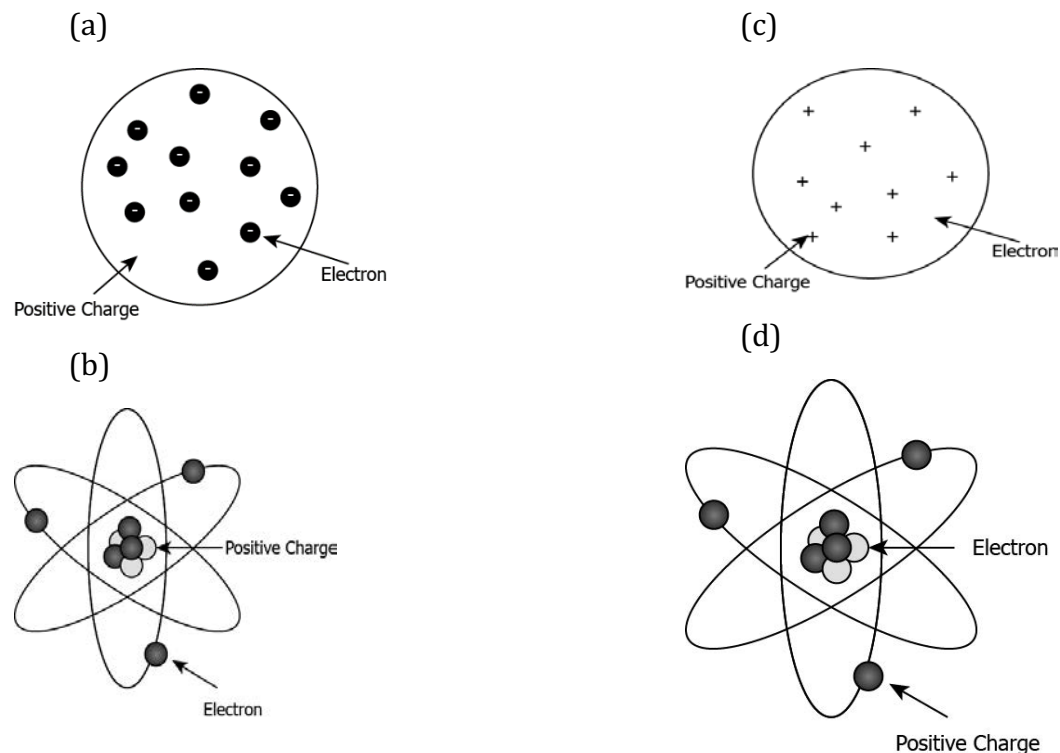 (a)
-
-
-
-
-
-
-
-
-
-
-
Electron
Positive Charge
(b)
Positive Charge
Electron
(c)
+
+
+
+
+
+
+
+
+
Electron
Positive Charge
(d)
Electron
Positive Charge